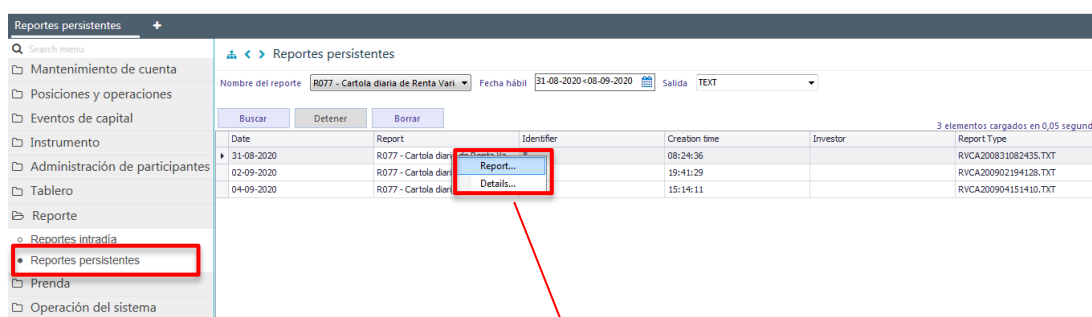 Reportes persistentes +
Search menu
Mantenimiento de cuenta
Posiciones y operaciones
Eventos de capital
Instrumento
Administración de participantes
Tablero
Reporte
Reportes intradía
Reportes persistentes
Prenda
Operación del sistema
< > Reportes persistentes
Nombre del reporte R077 - Cartola diaria de Renta Vari Fecha hábil 31-08-2020<08-09-2020 Salida TEXT
Buscar Detener Borrar
3 elementos cargados en 0,05 segund
Date Report Identifier Creation time Investor Report Type
31-08-2020 R077 - Cartola diaria de Renta Va... * 08:24:36 RVCA200831082435.TXT
02-09-2020 R077 - Cartola diari 19:41:29 RVCA200902194128.TXT
04-09-2020 R077 - Cartola diari 15:14:11 RVCA200904151410.TXT
Report...
Details...